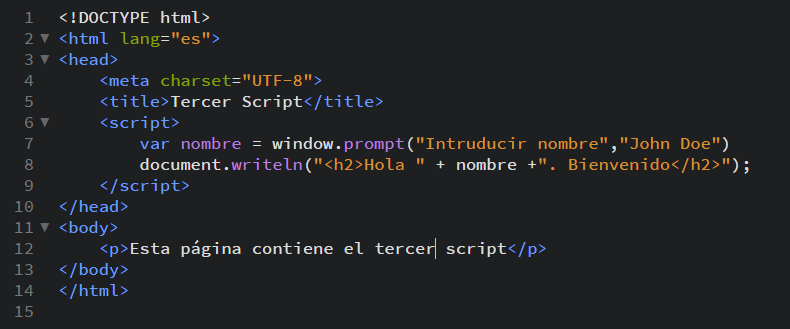 1 <!DOCTYPE html>
2 <html lang="es">
3 <head>
4 <meta charset="UTF-8">
5 <title>Tercer Script</title>
6 <script>
7 var nombre = window.prompt("Intruducir nombre","John Doe")
8 document.writeln("<h2>Hola " + nombre +". Bienvenido</h2>");
9 </script>
10 </head>
11 <body>
12 <p>Esta página contiene el tercer script</p>
13 </body>
14 </html>
15